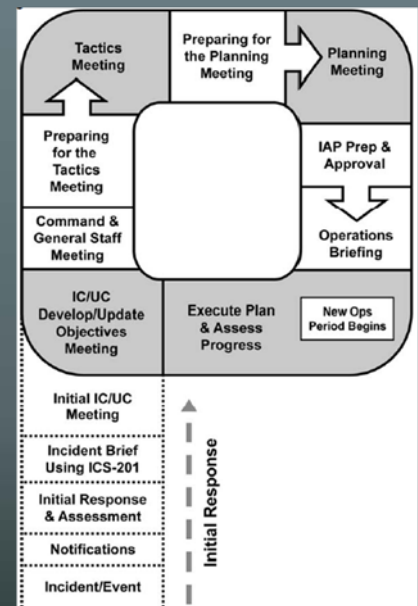 Tactics
Meeting
Preparing for
the Planning
Meeting
Planning
Meeting
Preparing
for the
Tactics
Meeting
IAP Prep &
Approval
Command &
General Staff
Meeting
Operations
Briefing
IC/UC
Develop/Update
Objectives
Meeting
Execute Plan
& Assess
Progress
New Ops
Period Begins
Initial IC/UC
Meeting
Incident Brief
Using ICS-201
Initial Response
& Assessment
Notifications
Incident/Event
Initial Response